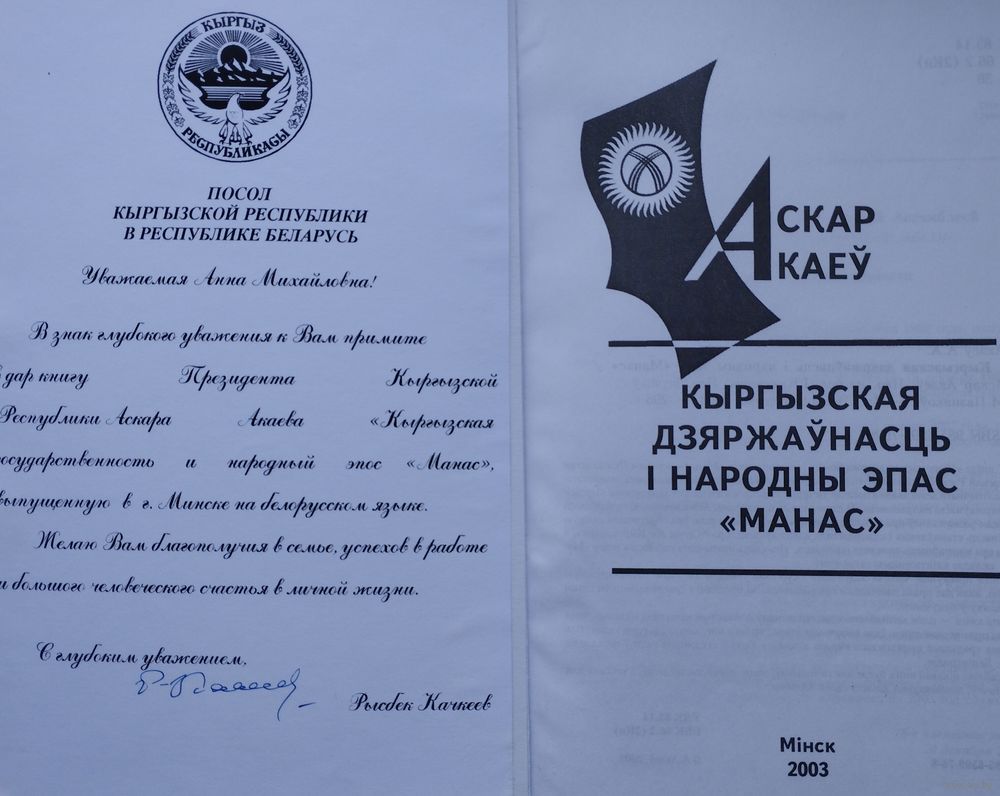 КЫРГЫЗ
РЕСПУБЛИКАСЫ
ПОСОЛ
КЫРГЫЗСКОЙ РЕСПУБЛИКИ
В РЕСПУБЛИКЕ БЕЛАРУСЬ
Уважаемая Анна Михайловна!
В знак глубокого уважения к Вам примите
в дар книгу Президента Кыргызской
Республики Аскара Акаева «Кыргызская
государственность и народный эпос «Манас»,
выпущенную в г. Минске на белорусском языке.
Желаю Вам благополучия в семье, успехов в работе
и большого человеческого счастья в личной жизни.
С глубоким уважением,
Рысбек Качкеев
АСКАР
АКАЕЎ
КЫРГЫЗСКАЯ
ДЗЯРЖАЎНАСЦЬ
І НАРОДНЫ ЭПАС
«МАНАС»
Мінск
2003